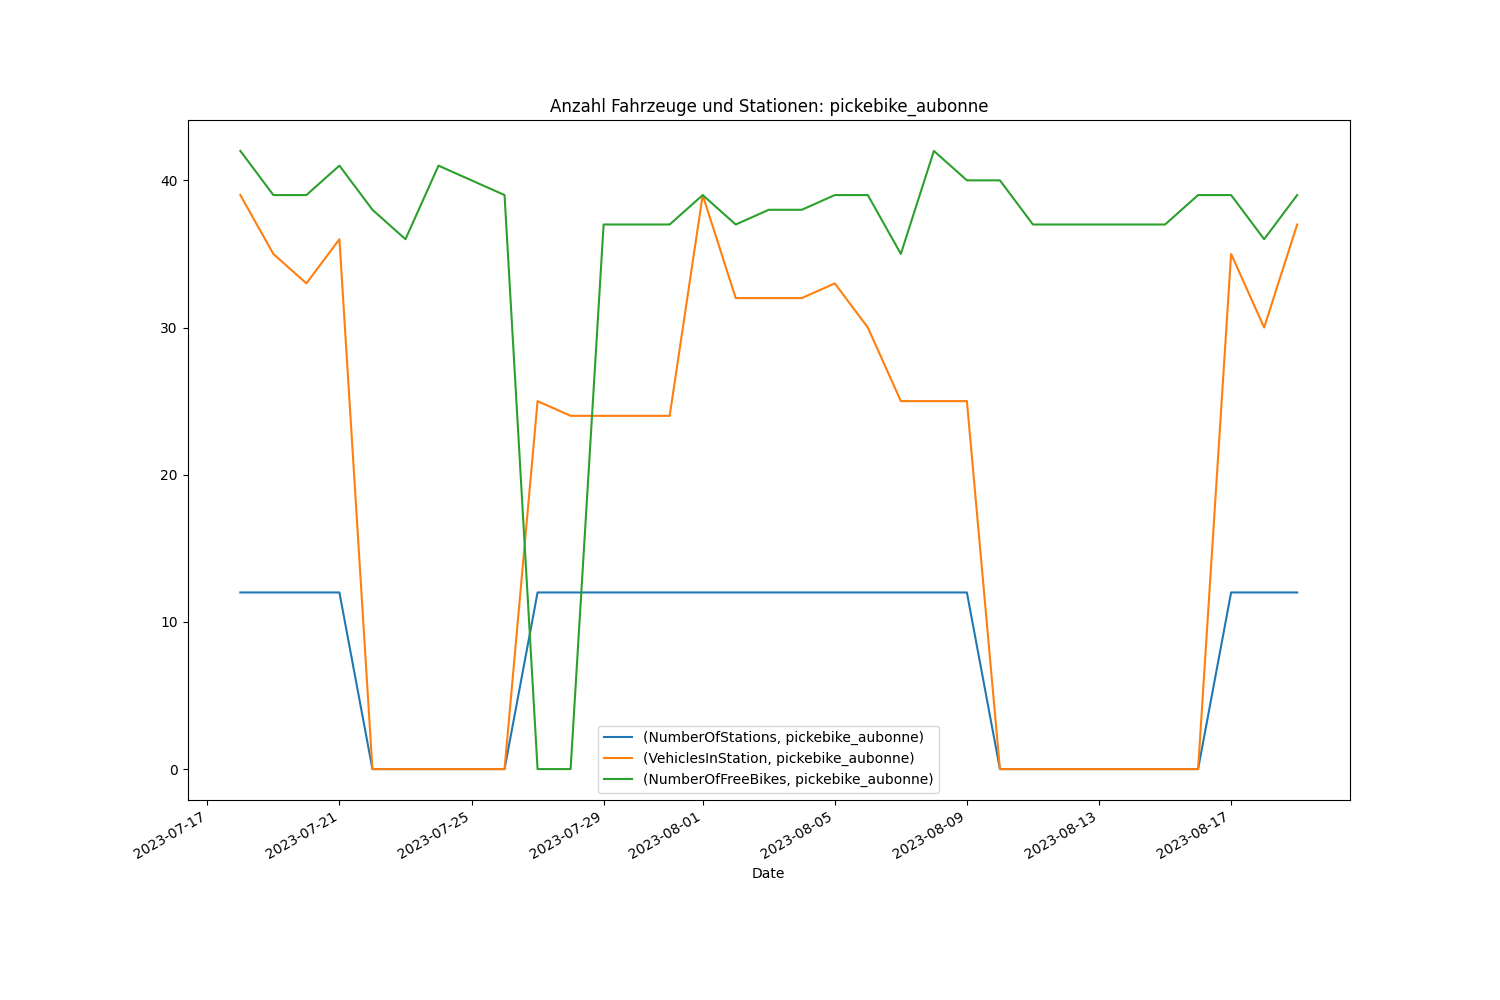 Anzahl Fahrzeuge und Stationen: pickebike_aubonne
40
30
20
10
0
(NumberOfStations, pickebike_aubonne)
(VehiclesInStation, pickebike_aubonne)
(NumberOfFreeBikes, pickebike_aubonne)
2023-07-17
2023-07-21
2023-07-25
2023-07-29
2023-08-01
2023-08-05
2023-08-09
2023-08-13
2023-08-17
Date